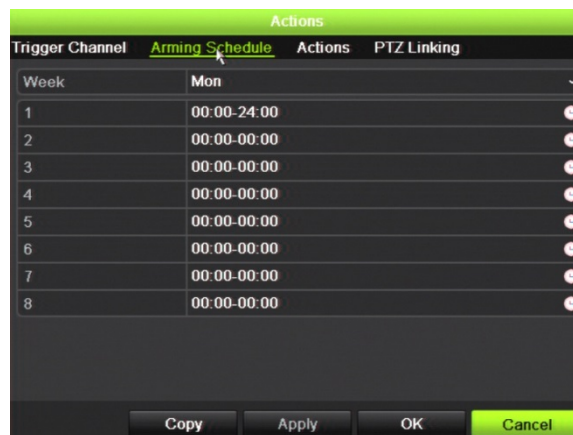 Actions
Trigger Channel Arming Schedule Actions PTZ Linking
Week Mon
1 00:00-24:00
2 00:00-00:00
3 00:00-00:00
4 00:00-00:00
5 00:00-00:00
6 00:00-00:00
7 00:00-00:00
8 00:00-00:00
Copy Apply OK Cancel